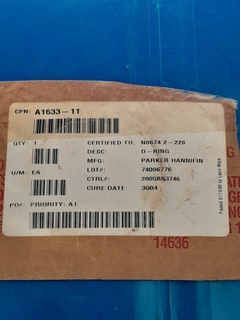 CPN: A1633-11
QTY: 1 CERTIFIED TO: N0674 2-228
DESC: O-RING
MFG: PARKER HANNIFIN
U/M: EA LOT#: 74006776
CTRL#: 2005063746
CURE DATE: 3Q04
PO#: PRIORITY: A1
14636